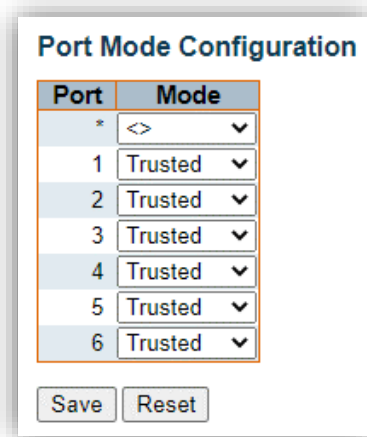 Port Mode Configuration
Port Mode
* <>
1 Trusted
2 Trusted
3 Trusted
4 Trusted
5 Trusted
6 Trusted
Save Reset